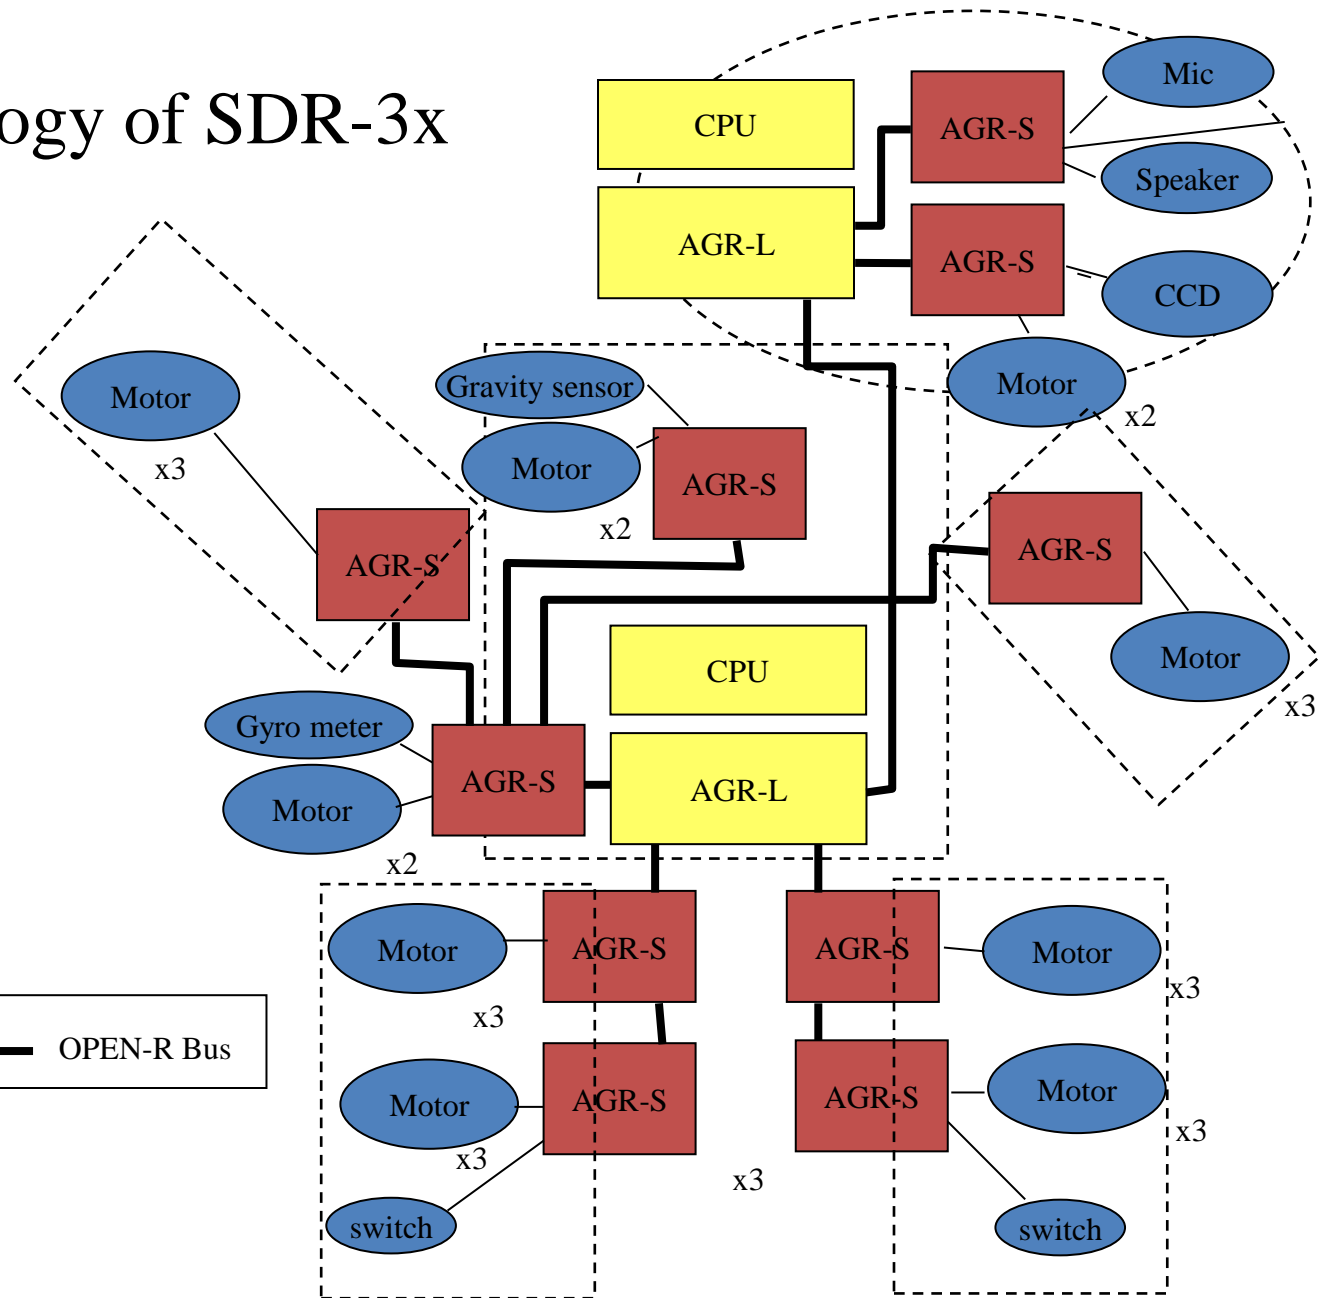 ogy of SDR-3x
CPU
AGR-S
Mic
Speaker
AGR-L
AGR-S
CCD
Motor
x2
Motor
x3
Gravity sensor
Motor
x2
AGR-S
AGR-S
AGR-S
Motor
x3
CPU
Gyro meter
Motor
x2
AGR-S
AGR-L
Motor
x3
AGR-S
AGR-S
Motor
x3
OPEN-R Bus
Motor
x3
AGR-S
AGR-S
Motor
x3
x3
switch
switch